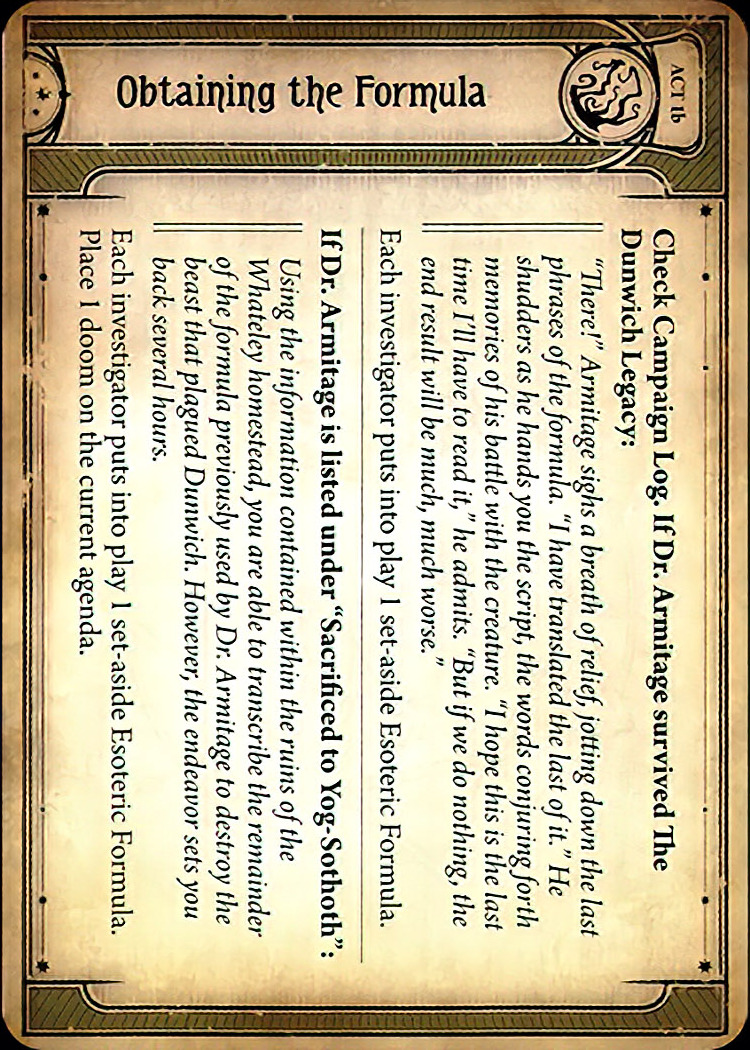 ACT 1b
Obtaining the Formula
Check Campaign Log. If Dr. Armitage survived The
Dunwich Legacy:
“There!” Armitage sighs a breath of relief, jotting down the last
phrases of the formula. “I have translated the last of it.” He
shudders as he hands you the script, the words conjuring forth
memories of his battle with the creature. “I hope this is the last
time I’ll have to read it,” he admits. “But if we do nothing, the
end result will be much, much worse.”
Each investigator puts into play 1 set-aside Esoteric Formula.
If Dr. Armitage is listed under “Sacrificed to Yog-Sothoth”:
Using the information contained within the ruins of the
Whateley homestead, you are able to transcribe the remainder
of the formula previously used by Dr. Armitage to destroy the
beast that plagued Dunwich. However, the endeavor sets you
back several hours.
Each investigator puts into play 1 set-aside Esoteric Formula.
Place 1 doom on the current agenda.